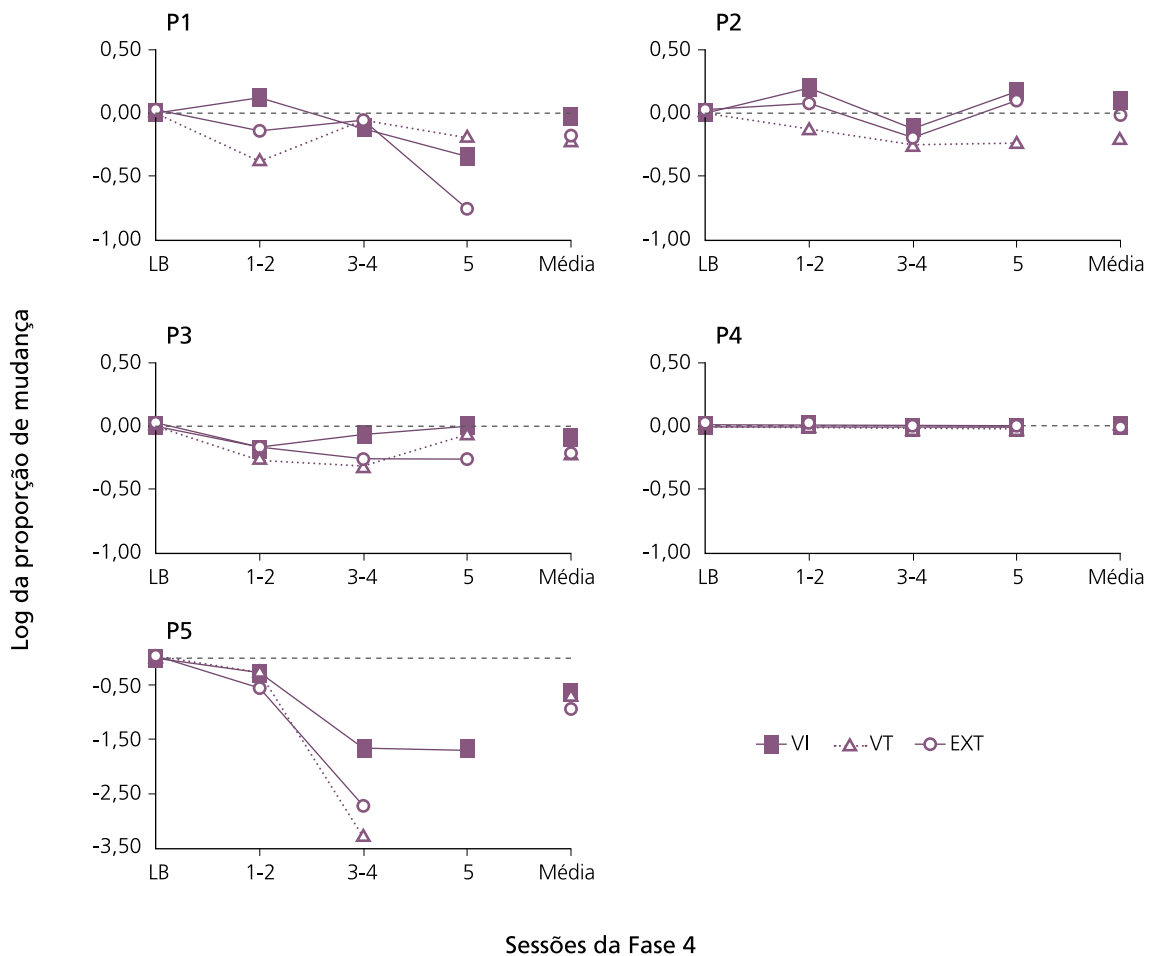 P1
0,50
0,00
-0,50
-1,00
LB 1-2 3-4 5 Média
P2
0,50
0,00
-0,50
-1,00
LB 1-2 3-4 5 Média
Log da proporção de mudança
P3
0,50
0,00
-0,50
-1,00
LB 1-2 3-4 5 Média
P4
0,50
0,00
-0,50
-1,00
LB 1-2 3-4 5 Média
P5
-0,50
-1,50
-2,50
-3,50
LB 1-2 3-4 5 Média
VI VT EXT
Sessões da Fase 4